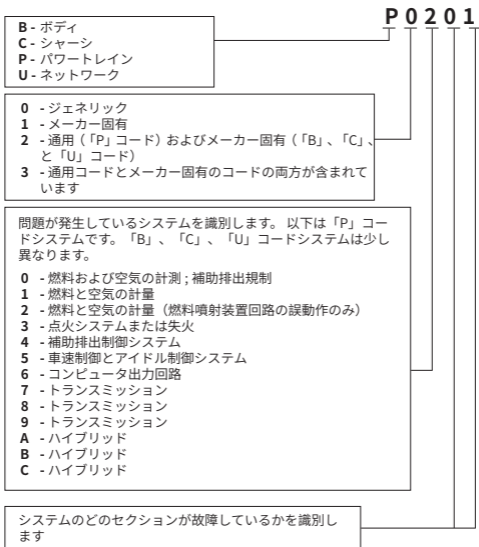 P0201
B - ボディ
C - シャーシ
P - パワートレイン
U - ネットワーク
0 - ジェネリック
1 - メーカー固有
2 - 通用（「P」コード）およびメーカー固有（「B」、「C」、
と「U」コード）
3 - 通用コードとメーカー固有のコードの両方が含まれて
います
問題が発生しているシステムを識別します。 以下は「P」コー
ドシステムです。「B」、「C」、「U」コードシステムは少し
異なります。
0 - 燃料および空気の計測 ; 補助排出規制
1 - 燃料と空気の計量
2 - 燃料と空気の計量（燃料噴射装置回路の誤動作のみ）
3 - 点火システムまたは失火
4 - 補助排出制御システム
5 - 車速制御とアイドル制御システム
6 - コンピュータ出力回路
7 - トランスミッション
8 - トランスミッション
9 - トランスミッション
A - ハイブリッド
B - ハイブリッド
C - ハイブリッド
システムのどのセクションが故障しているかを識別し
ます